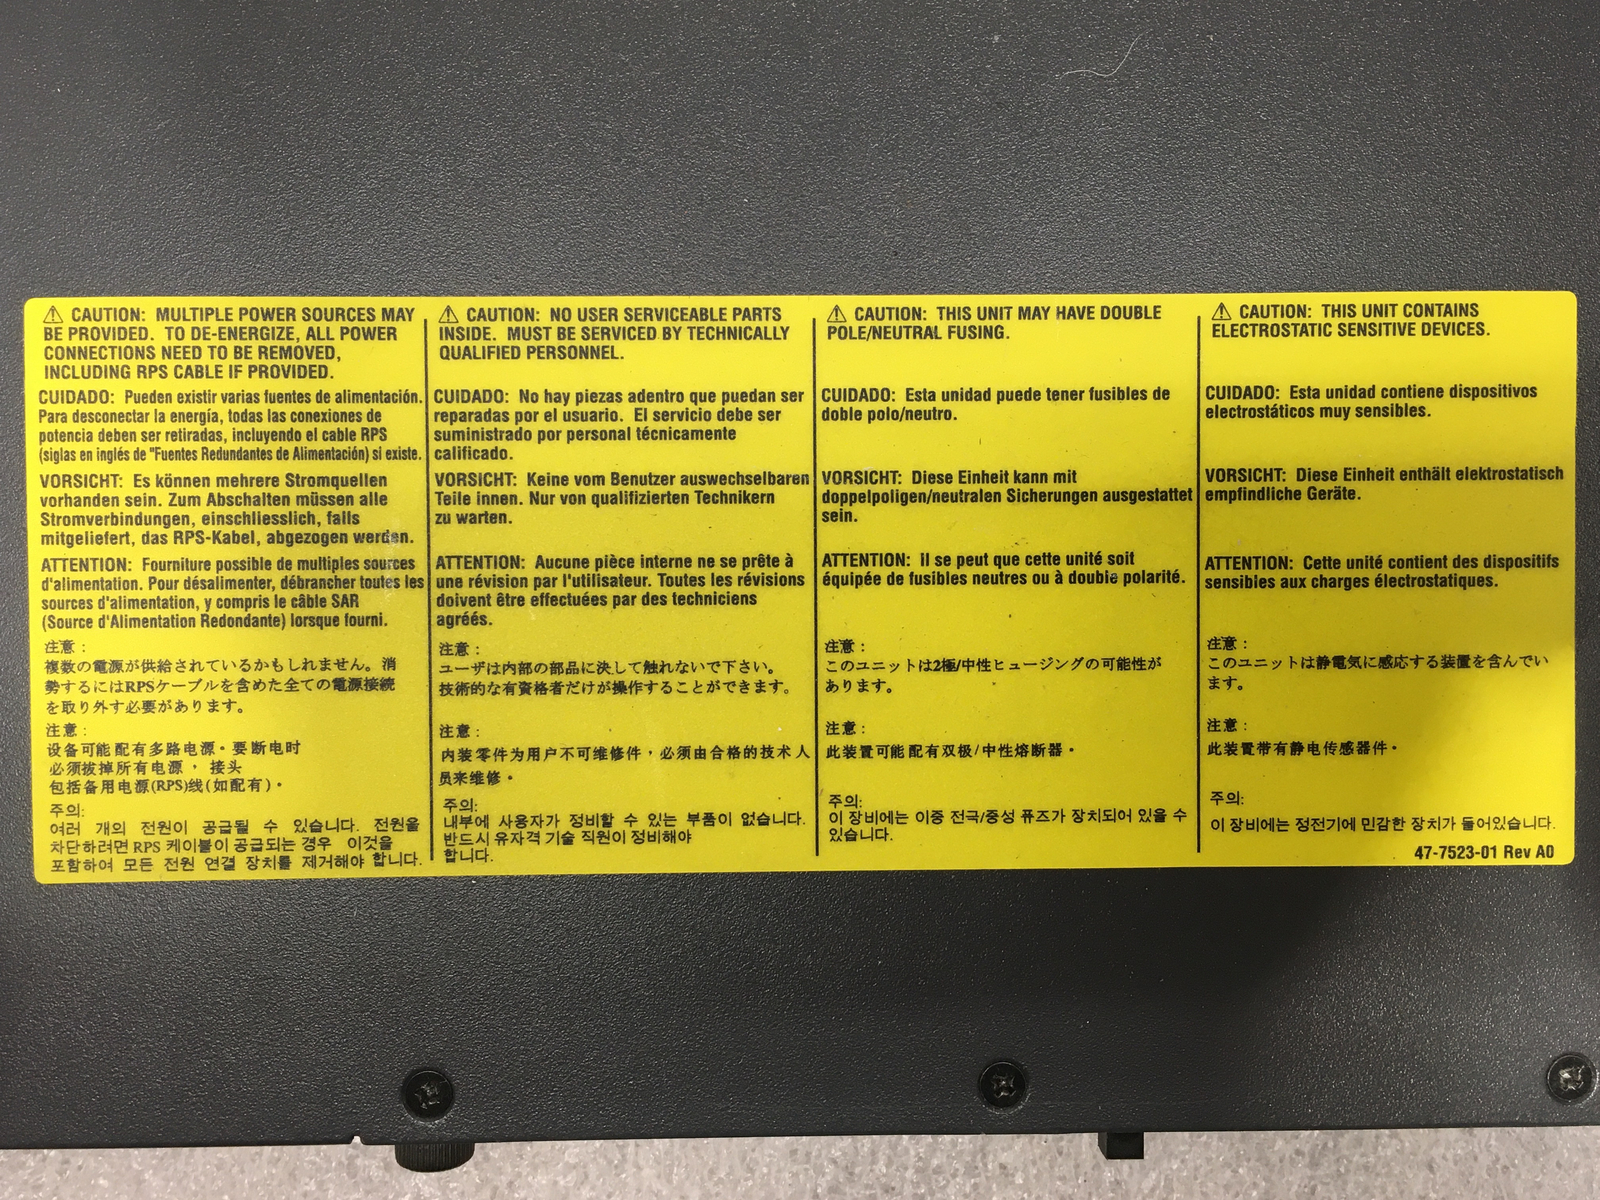 ⚠ CAUTION: MULTIPLE POWER SOURCES MAY
BE PROVIDED. TO DE-ENERGIZE, ALL POWER
CONNECTIONS NEED TO BE REMOVED,
INCLUDING RPS CABLE IF PROVIDED.
CUIDADO: Pueden existir varias fuentes de alimentación.
Para desconectar la energía, todas las conexiones de
potencia deben ser retiradas, incluyendo el cable RPS
(siglas en inglés de "Fuentes Redundantes de Alimentación) si existe.
VORSICHT: Es können mehrere Stromquellen
vorhanden sein. Zum Abschalten müssen alle
Stromverbindungen, einschliesslich, falls
mitgeliefert, das RPS-Kabel, abgezogen werden.
ATTENTION: Fourniture possible de multiples sources
d'alimentation. Pour désalimenter, débrancher toutes les
sources d'alimentation, y compris le câble SAR
(Source d'Alimentation Redondante) lorsque fourni.
注意：
複数の電源が供給されているかもしれません。消
勢するにはRPSケーブルを含めた全ての電源接続
を取り外す必要があります。
注意：
设备可能配有多路电源。要断电时
必须拔掉所有电源，接头
包括备用电源(RPS)线(如配有)。
주의:
여러 개의 전원이 공급될 수 있습니다. 전원을
차단하려면 RPS 케이블이 공급되는 경우 이것을
포함하여 모든 전원 연결 장치를 제거해야 합니다.
⚠ CAUTION: NO USER SERVICEABLE PARTS
INSIDE. MUST BE SERVICED BY TECHNICALLY
QUALIFIED PERSONNEL.
CUIDADO: No hay piezas adentro que puedan ser
reparadas por el usuario. El servicio debe ser
suministrado por personal técnicamente
calificado.
VORSICHT: Keine vom Benutzer auswechselbaren
Teile innen. Nur von qualifizierten Technikern
zu warten.
ATTENTION: Aucune pièce interne ne se prête à
une révision par l'utilisateur. Toutes les révisions
doivent être effectuées par des techniciens
agréés.
注意：
ユーザは内部の部品に決して触れないで下さい。
技術的な有資格者だけが操作することができます。
注意：
内装零件为用户不可维修件，必须由合格的技术人
员来维修。
주의:
내부에 사용자가 정비할 수 있는 부품이 없습니다.
반드시 유자격 기술 직원이 정비해야
합니다.
⚠ CAUTION: THIS UNIT MAY HAVE DOUBLE
POLE/NEUTRAL FUSING.
CUIDADO: Esta unidad puede tener fusibles de
doble polo/neutro.
VORSICHT: Diese Einheit kann mit
doppelpoligen/neutralen Sicherungen ausgestattet
sein.
ATTENTION: Il se peut que cette unité soit
équipée de fusibles neutres ou à double polarité.
注意：
このユニットは2極/中性ヒュージングの可能性が
あります。
注意：
此装置可能配有双极/中性熔断器。
주의:
이 장비에는 이중 전극/중성 퓨즈가 장치되어 있을 수
있습니다.
⚠ CAUTION: THIS UNIT CONTAINS
ELECTROSTATIC SENSITIVE DEVICES.
CUIDADO: Esta unidad contiene dispositivos
electrostáticos muy sensibles.
VORSICHT: Diese Einheit enthält elektrostatisch
empfindliche Geräte.
ATTENTION: Cette unité contient des dispositifs
sensibles aux charges électrostatiques.
注意：
このユニットは静電気に感応する装置を含んでい
ます。
注意：
此装置带有静电传感器件。
주의:
이 장비에는 정전기에 민감한 장치가 들어있습니다.
47-7523-01 Rev A0